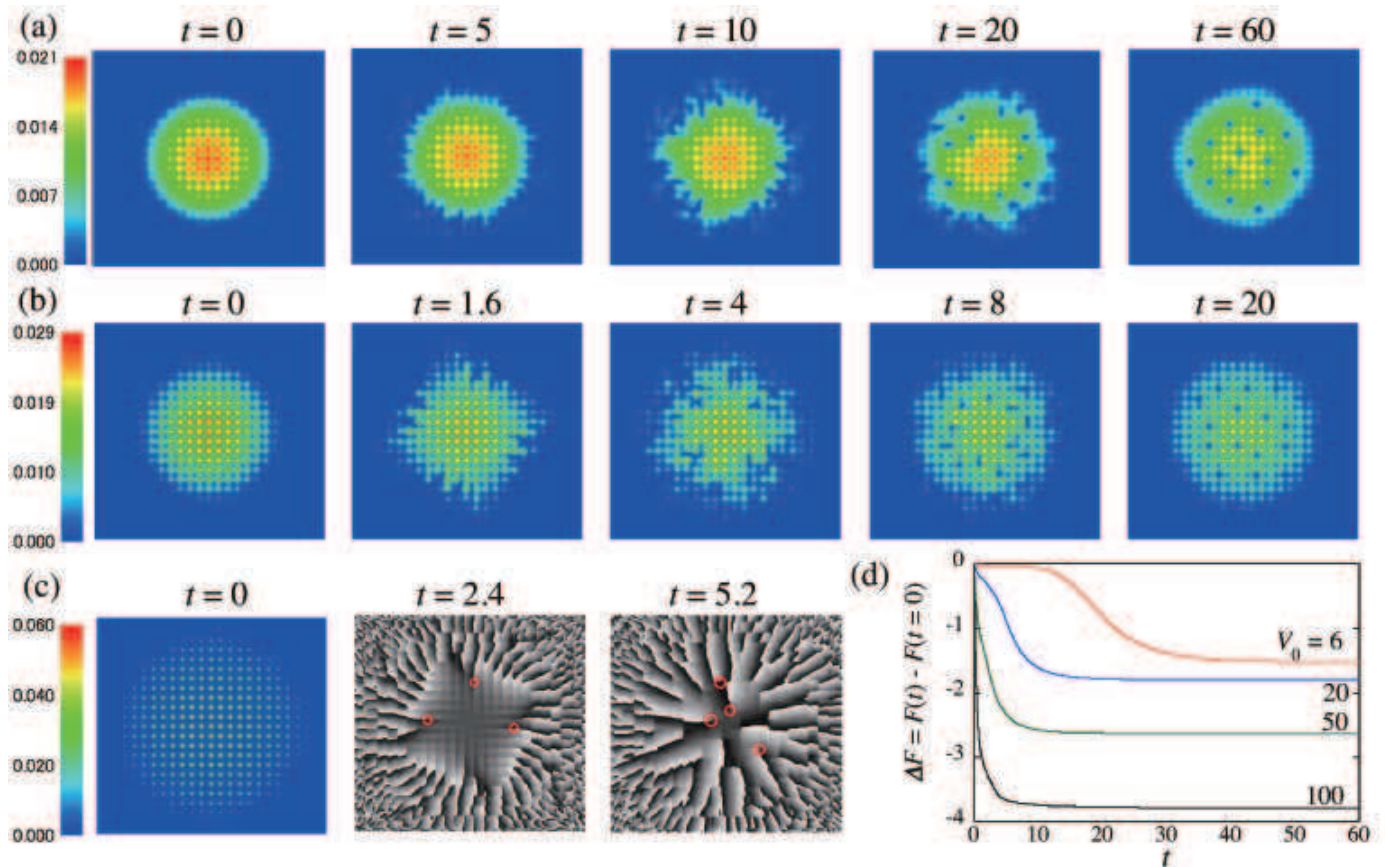 (a)
t = 0
t = 5
t = 10
t = 20
t = 60
0.021
0.014
0.007
0.000
(b)
t = 0
t = 1.6
t = 4
t = 8
t = 20
0.029
0.019
0.010
0.000
(c)
t = 0
t = 2.4
t = 5.2
0.060
0.040
0.020
0.000
(d)
ΔF = F(t) - F(t = 0)
0
-1
-2
-3
-4
V₀ = 6
20
50
100
0
10
20
30
40
50
60
t